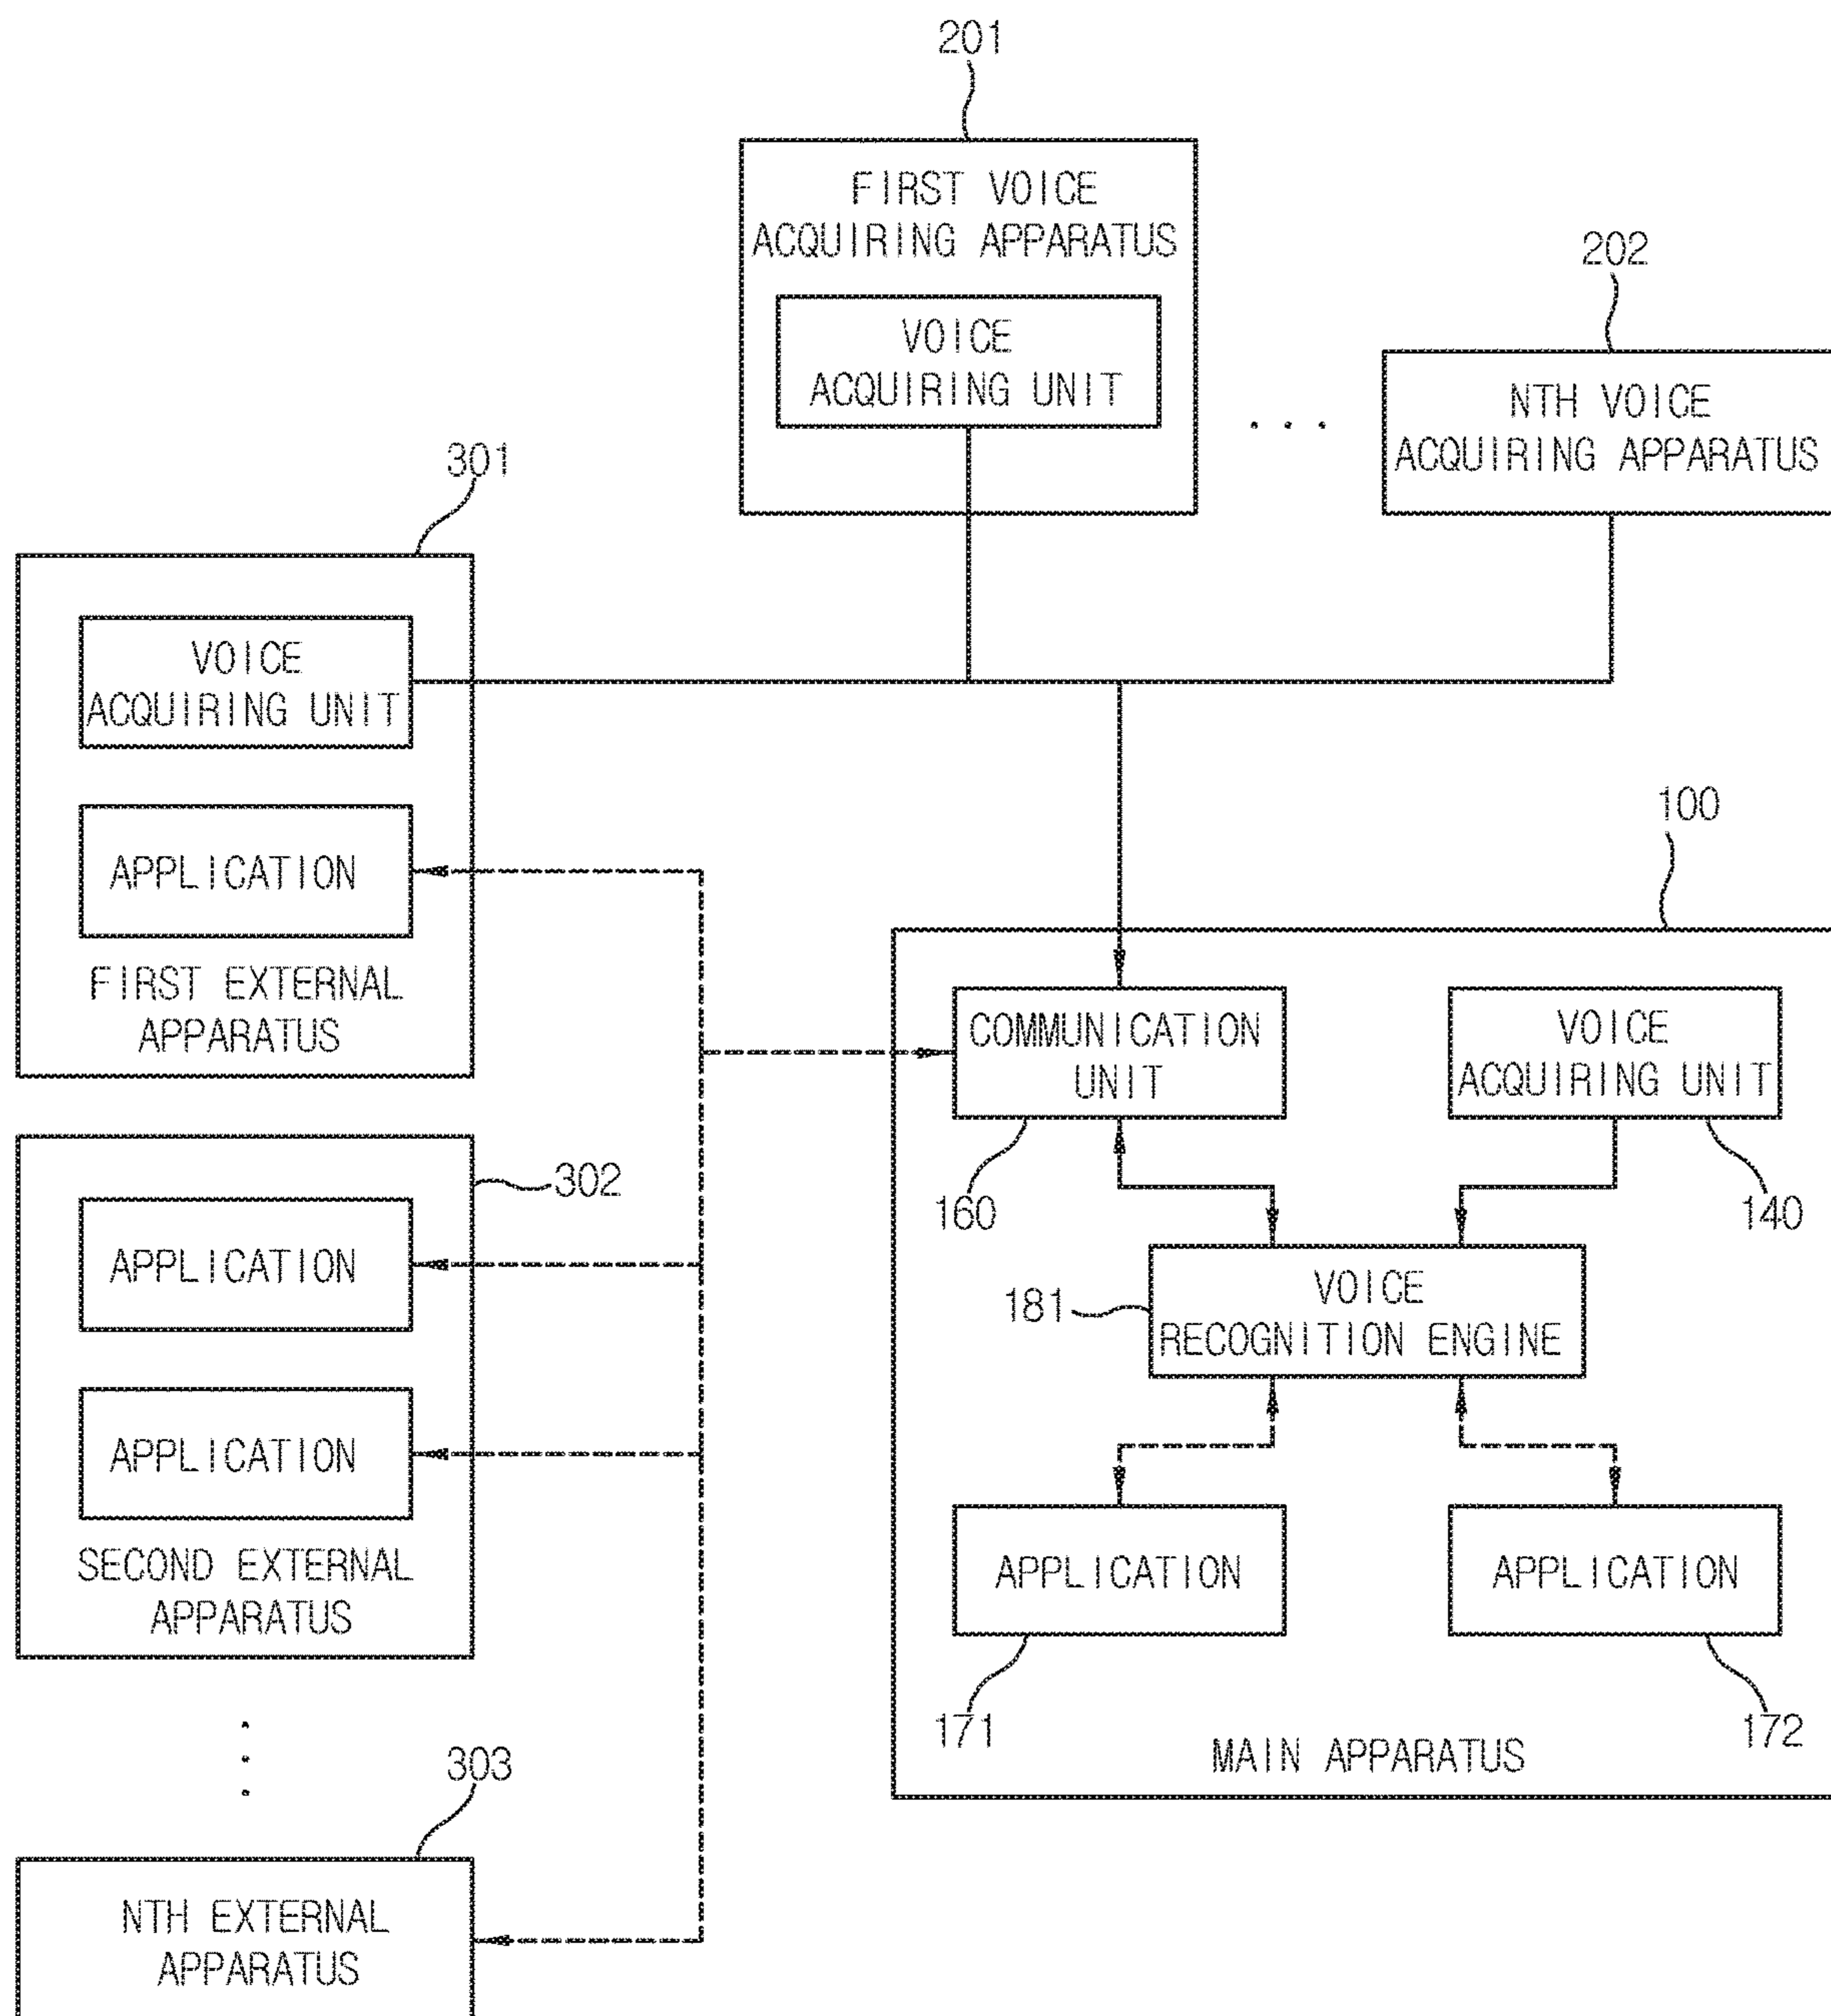 201
FIRST VOICE
ACQUIRING APPARATUS
VOICE
ACQUIRING UNIT
202
NTH VOICE
ACQUIRING APPARATUS
. . .
301
VOICE
ACQUIRING UNIT
APPLICATION
FIRST EXTERNAL
APPARATUS
100
COMMUNICATION
UNIT
VOICE
ACQUIRING UNIT
160
140
302
APPLICATION
APPLICATION
SECOND EXTERNAL
APPARATUS
181
VOICE
RECOGNITION ENGINE
APPLICATION
APPLICATION
171
172
MAIN APPARATUS
303
NTH EXTERNAL
APPARATUS